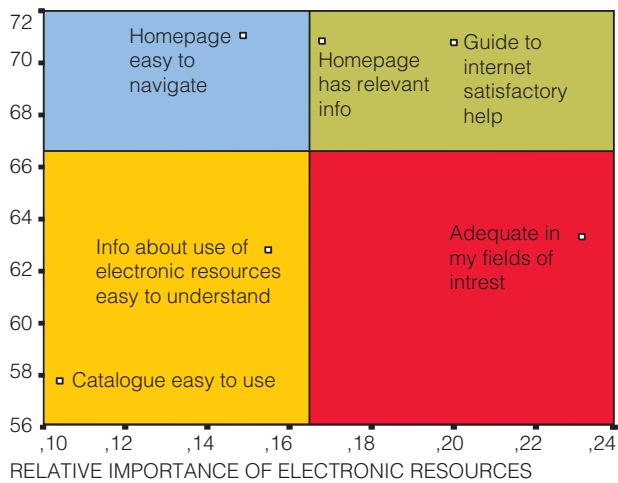 72
70
68
66
64
62
60
58
56
Homepage
easy to
navigate
Homepage
has relevant
info
Guide to
internet
satisfactory
help
Info about use of
electronic resources
easy to understand
Adequate in
my fields of
intrest
Catalogue easy to use
,10 ,12 ,14 ,16 ,18 ,20 ,22 ,24
RELATIVE IMPORTANCE OF ELECTRONIC RESOURCES